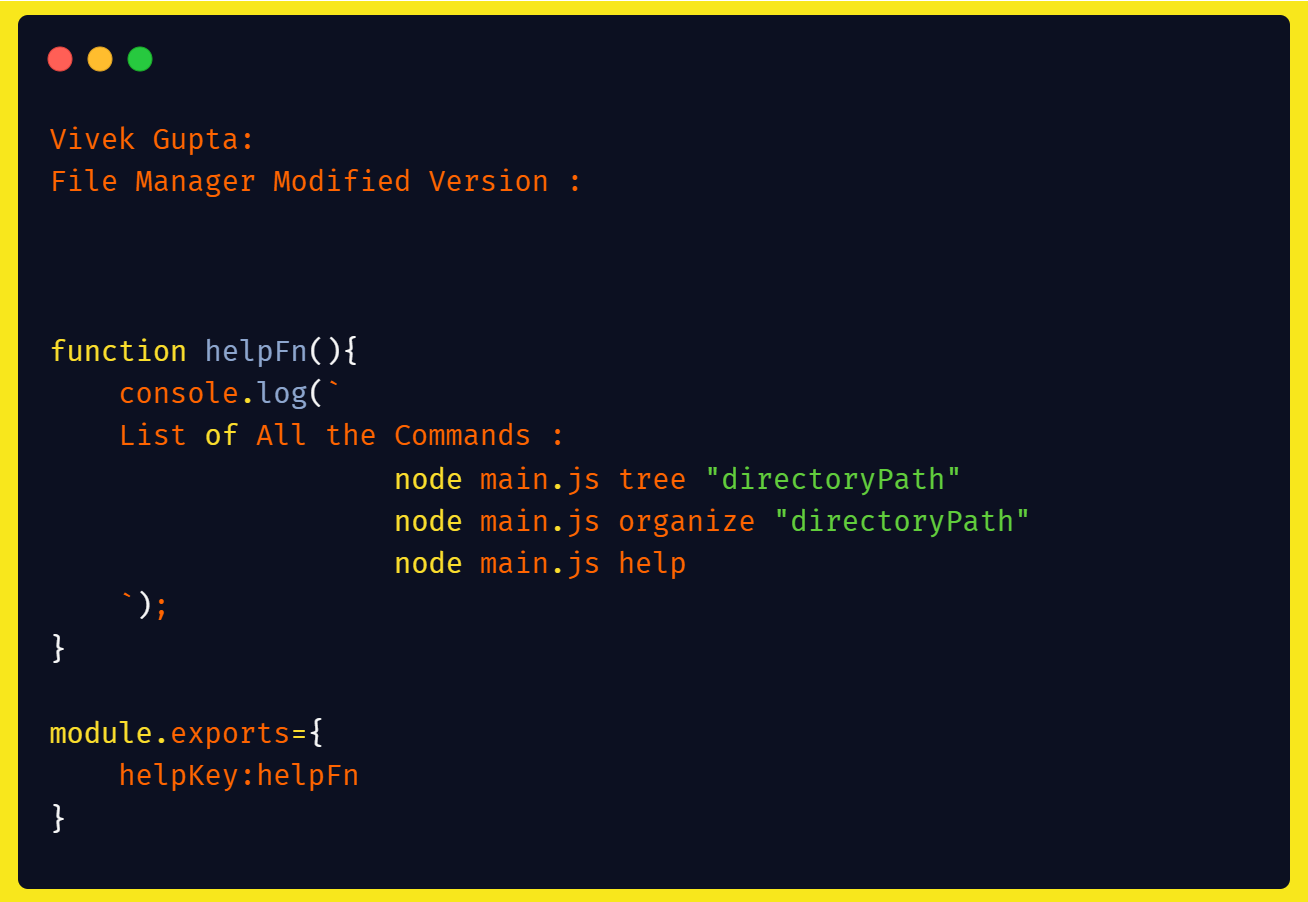 Vivek Gupta:
File Manager Modified Version :
function helpFn(){
    console.log(`
    List of All the Commands :
                    node main.js tree "directoryPath"
                    node main.js organize "directoryPath"
                    node main.js help
    `);
}
module.exports={
    helpKey:helpFn
}